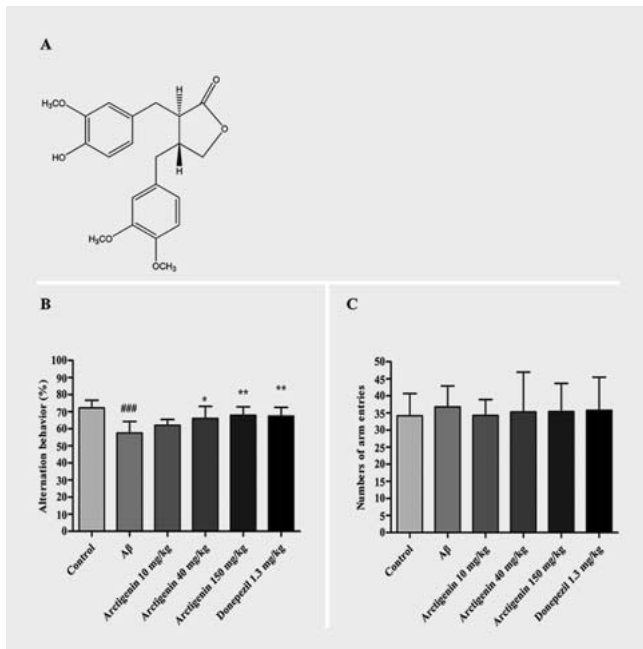 A
H
O
H₃CO
O
HO
H
H₃CO
OCH₃
B
C
Alternation behavior (%)
100
90
80
70
60
50
40
30
20
10
0
###
*
**
**
Control
Aβ
Arctigenin 10 mg/kg
Arctigenin 40 mg/kg
Arctigenin 150 mg/kg
Donepezil 1.3 mg/kg
Numbers of arm entries
50
45
40
35
30
25
20
15
10
5
0
Control
Aβ
Arctigenin 10 mg/kg
Arctigenin 40 mg/kg
Arctigenin 150 mg/kg
Donepezil 1.3 mg/kg